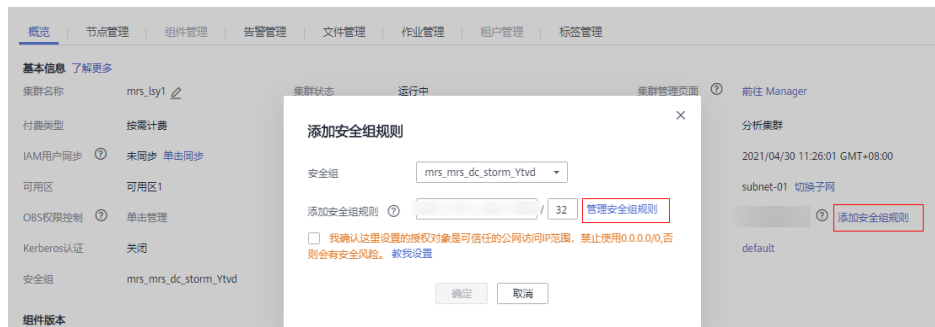 概览 节点管理 组件管理 告警管理 文件管理 作业管理 租户管理 标签管理
基本信息 了解更多
集群名称 mrs_lsy1 集群状态 运行中 集群管理页面 前往 Manager
付费类型 按需计费 分析集群
IAM用户同步 未同步 单击同步 2021/04/30 11:26:01 GMT+08:00
可用区 可用区1 subnet-01 切换子网
OBS权限控制 单击管理 添加安全组规则
Kerberos认证 关闭 default
安全组 mrs_mrs_dc_storm_Ytvd
组件版本
添加安全组规则
安全组 mrs_mrs_dc_storm_Ytvd
添加安全组规则 / 32 管理安全组规则
我确认这里设置的授权对象是可信任的公网访问IP范围，禁止使用0.0.0.0/0,否
则会有安全风险。 教我设置
确定 取消